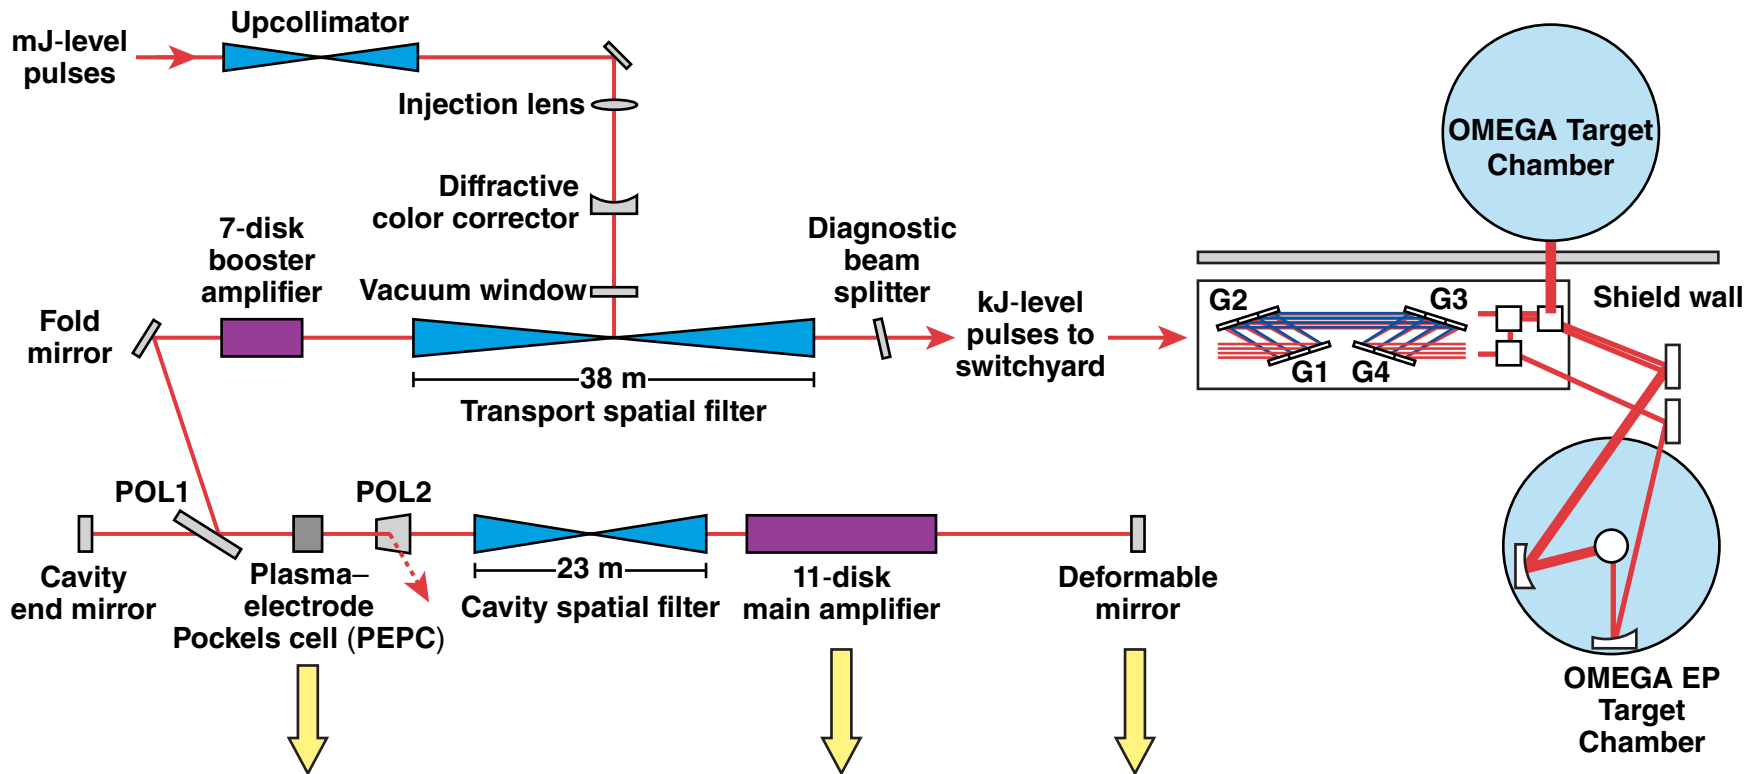 mJ-level
pulses
Upcollimator
Injection lens
Diffractive
color corrector
Vacuum window
7-disk
booster
amplifier
Fold
mirror
38 m
Transport spatial filter
Diagnostic
beam
splitter
kJ-level
pulses to
switchyard
OMEGA Target
Chamber
G2
G3
G1
G4
Shield wall
POL1
POL2
Cavity
end mirror
Plasma–
electrode
Pockels cell (PEPC)
23 m
Cavity spatial filter
11-disk
main amplifier
Deformable
mirror
OMEGA EP
Target
Chamber